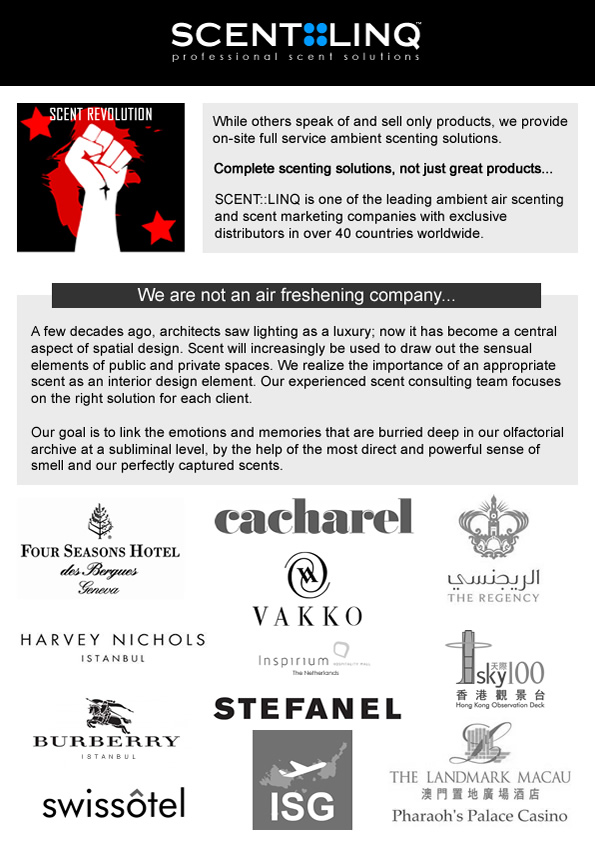 SCENT::LINQ™
professional scent solutions
SCENT REVOLUTION
While others speak of and sell only products, we provide
on-site full service ambient scenting solutions.
Complete scenting solutions, not just great products...
SCENT::LINQ is one of the leading ambient air scenting
and scent marketing companies with exclusive
distributors in over 40 countries worldwide.
We are not an air freshening company...
A few decades ago, architects saw lighting as a luxury; now it has become a central
aspect of spatial design. Scent will increasingly be used to draw out the sensual
elements of public and private spaces. We realize the importance of an appropriate
scent as an interior design element. Our experienced scent consulting team focuses
on the right solution for each client.
Our goal is to link the emotions and memories that are burried deep in our olfactorial
archive at a subliminal level, by the help of the most direct and powerful sense of
smell and our perfectly captured scents.
FOUR SEASONS HOTEL
des Bergues
Geneva
cacharel
الريجنسي
THE REGENCY
VAKKO
HARVEY NICHOLS
ISTANBUL
Inspirium HOSPITALITY MALL
The Netherlands
天際
sky100
香港觀景台
Hong Kong Observation Deck
STEFANEL
BURBERRY
ISTANBUL
ISG
L
THE LANDMARK MACAU
澳門置地廣場酒店
Pharaoh's Palace Casino
swissôtel